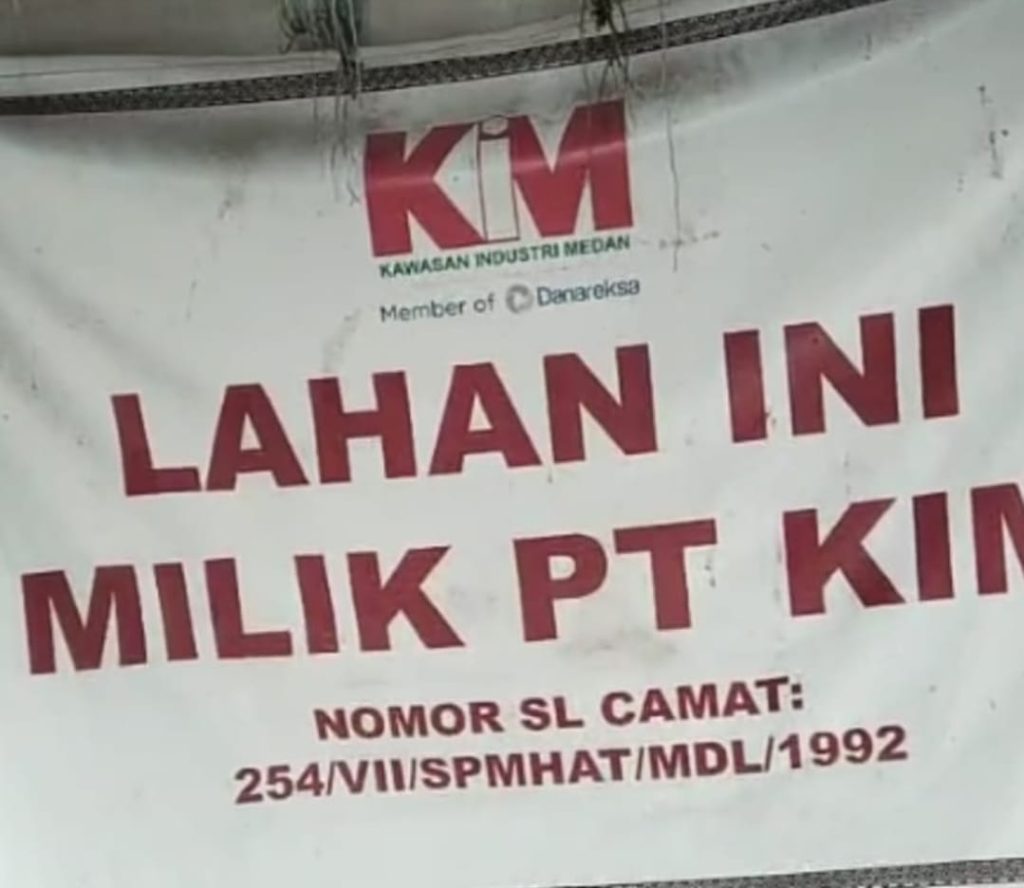 KiM
KAWASAN INDUSTRI MEDAN
Member of Danareksa
LAHAN INI
MILIK PT KIM
NOMOR SL CAMAT:
254/VII/SPMHAT/MDL/1992